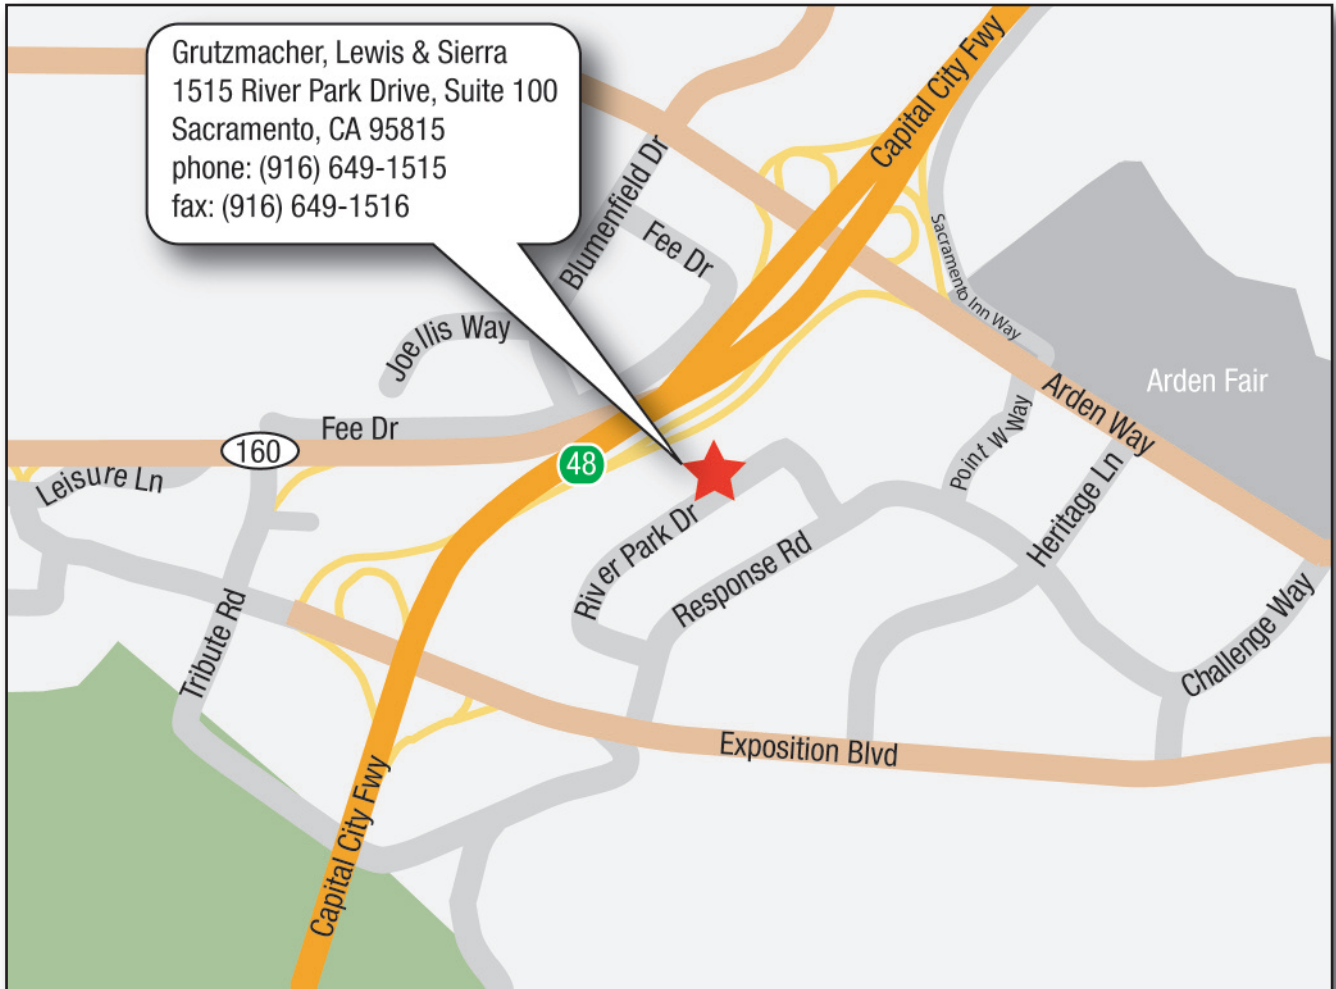 Grutzmacher, Lewis & Sierra
1515 River Park Drive, Suite 100
Sacramento, CA 95815
phone: (916) 649-1515
fax: (916) 649-1516
Capital City Fwy
Blumenfield Dr
Fee Dr
Sacramento Inn Way
Joellis Way
Arden Fair
Arden Way
Fee Dr
160
48
Point W Way
Leisure Ln
Heritage Ln
River Park Dr
Response Rd
Tribute Rd
Challenge Way
Exposition Blvd
Capital City Fwy